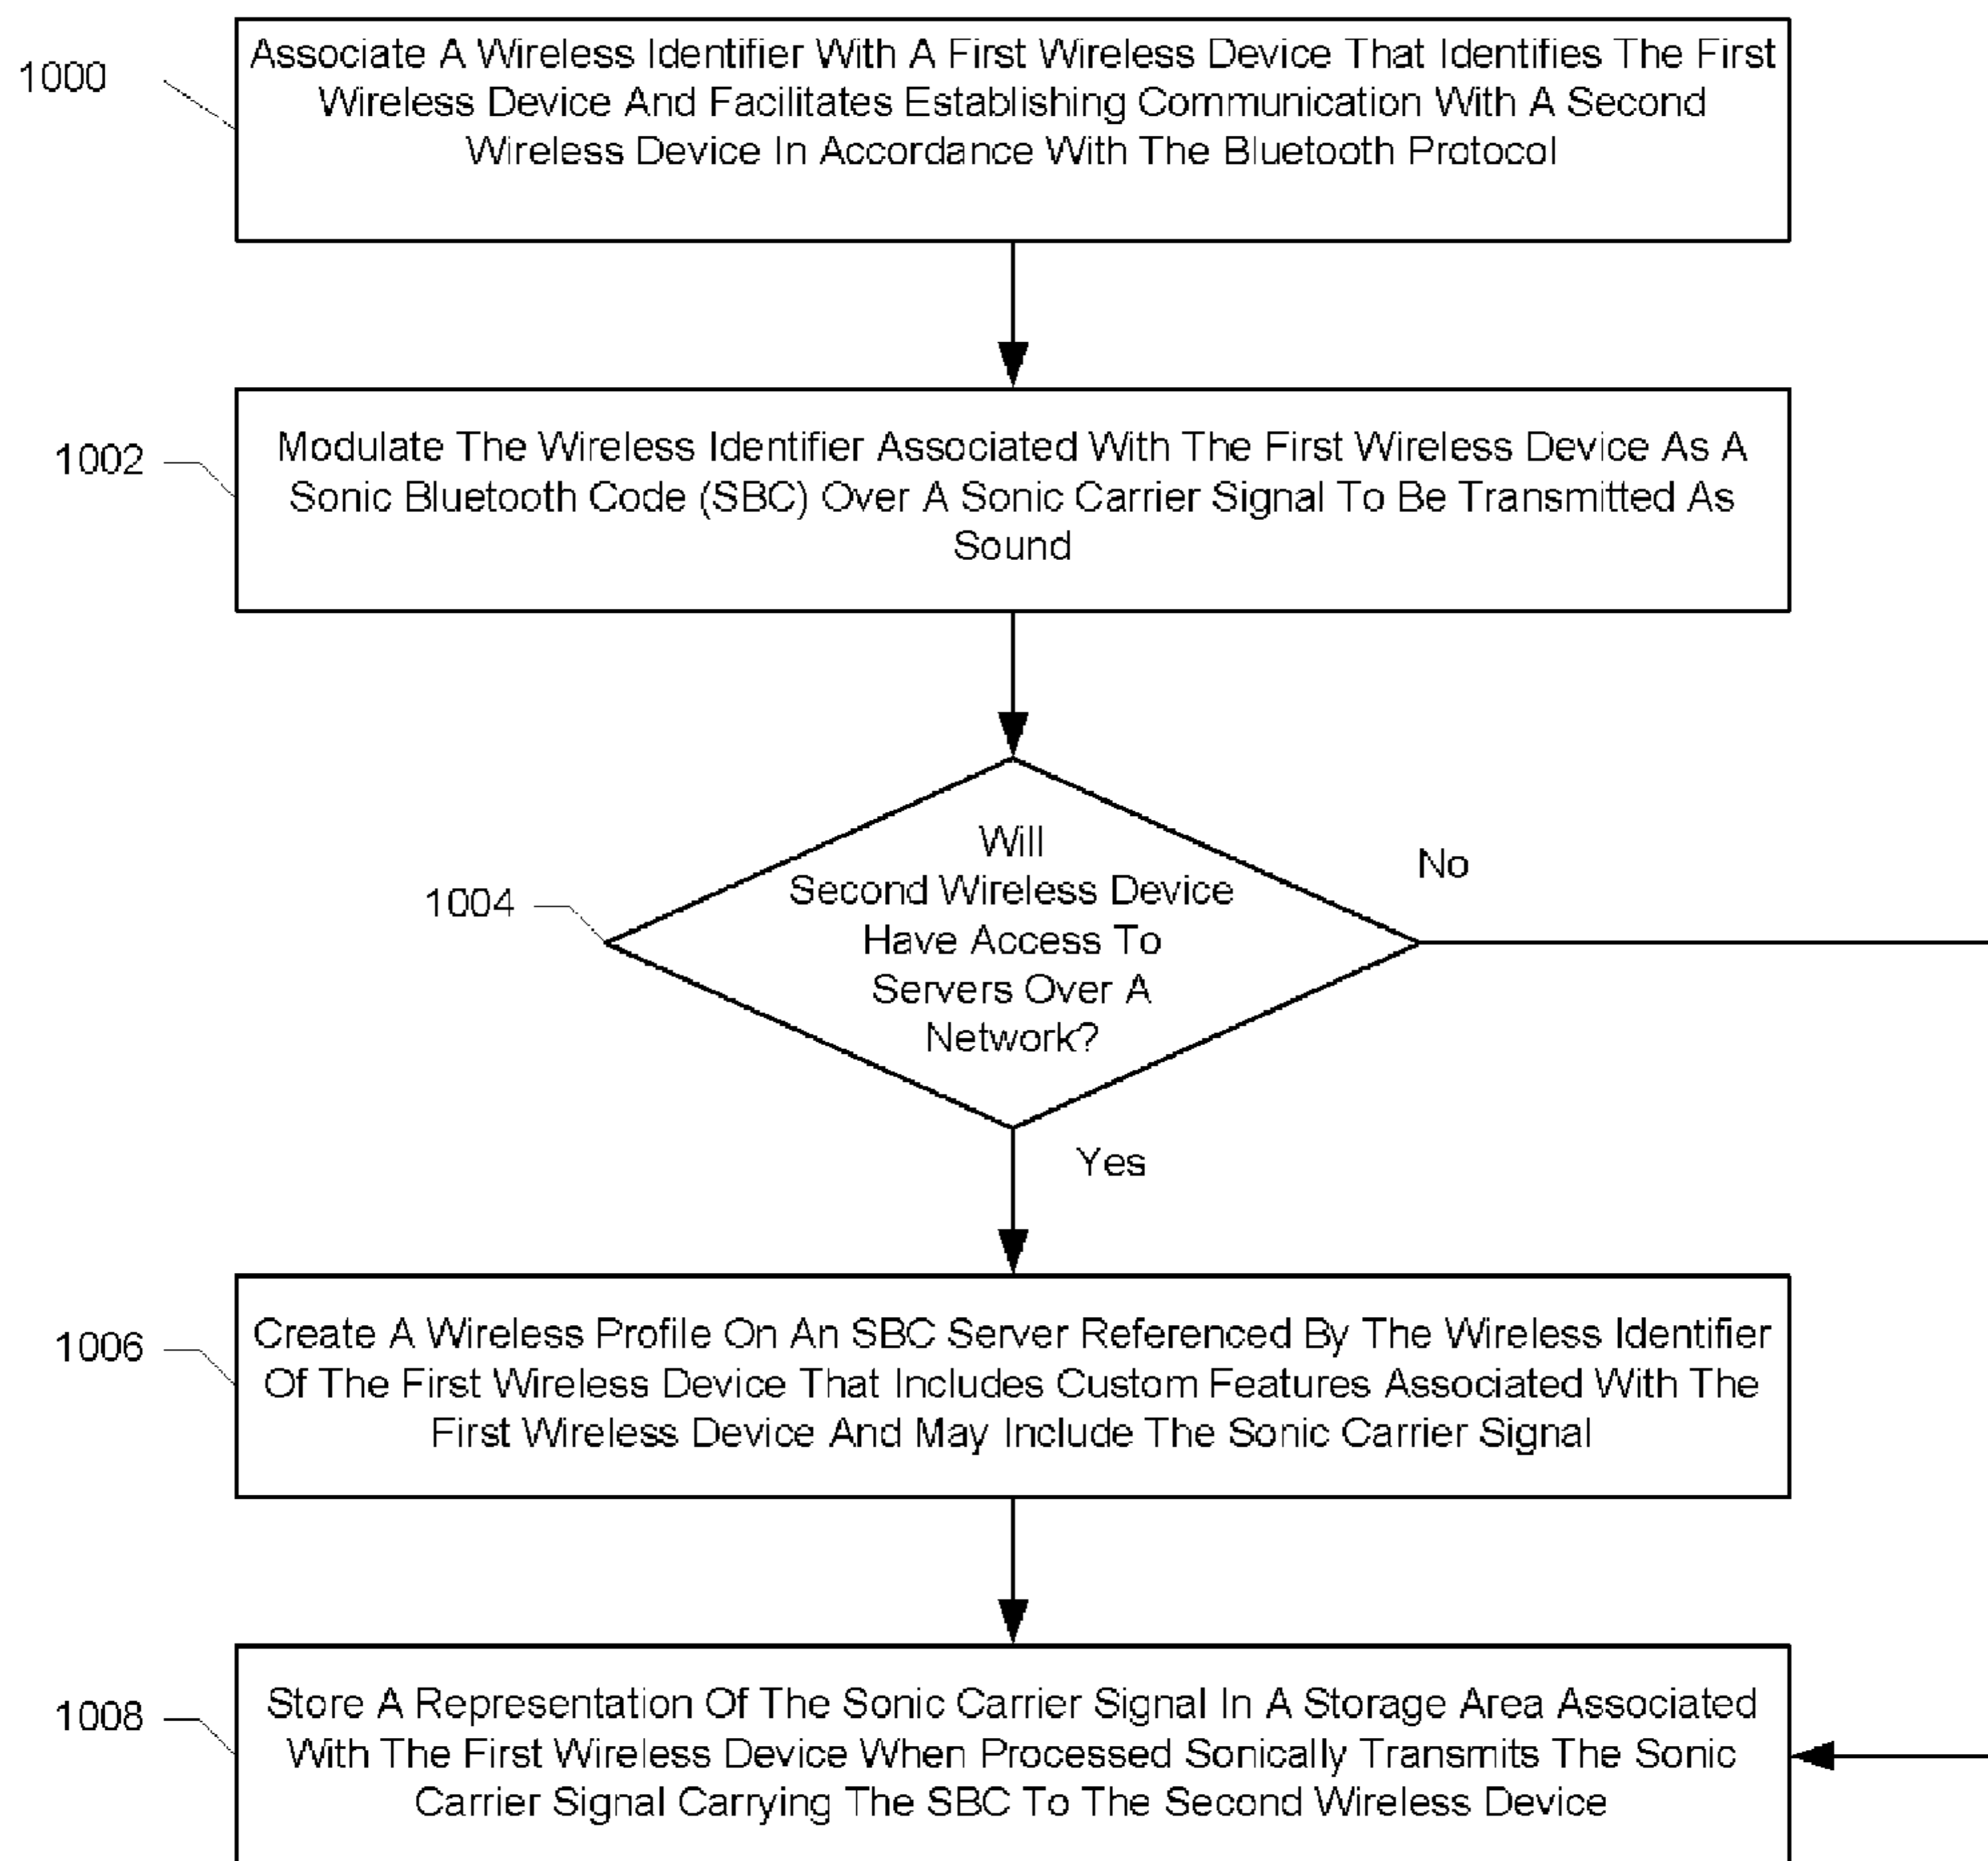 1000
Associate A Wireless Identifier With A First Wireless Device That Identifies The First
Wireless Device And Facilitates Establishing Communication With A Second
Wireless Device In Accordance With The Bluetooth Protocol
1002
Modulate The Wireless Identifier Associated With The First Wireless Device As A
Sonic Bluetooth Code (SBC) Over A Sonic Carrier Signal To Be Transmitted As
Sound
1004
Will
Second Wireless Device
Have Access To
Servers Over A
Network?
No
Yes
1006
Create A Wireless Profile On An SBC Server Referenced By The Wireless Identifier
Of The First Wireless Device That Includes Custom Features Associated With The
First Wireless Device And May Include The Sonic Carrier Signal
1008
Store A Representation Of The Sonic Carrier Signal In A Storage Area Associated
With The First Wireless Device When Processed Sonically Transmits The Sonic
Carrier Signal Carrying The SBC To The Second Wireless Device